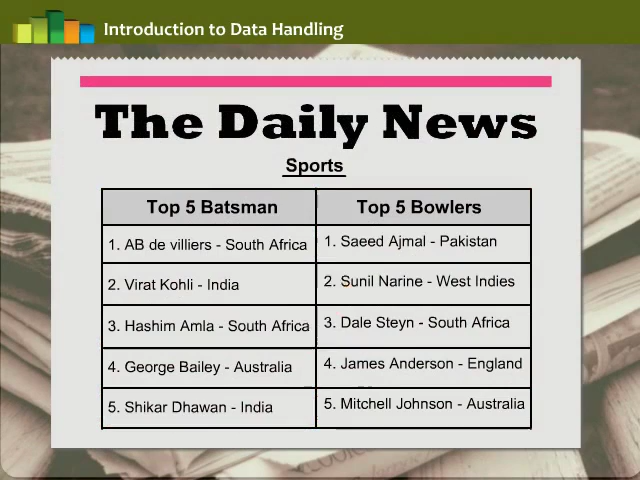 Introduction to Data Handling
The Daily News
Sports
Top 5 Batsman
Top 5 Bowlers
1. AB de villiers - South Africa
1. Saeed Ajmal - Pakistan
2. Virat Kohli - India
2. Sunil Narine - West Indies
3. Hashim Amla - South Africa
3. Dale Steyn - South Africa
4. George Bailey - Australia
4. James Anderson - England
5. Shikar Dhawan - India
5. Mitchell Johnson - Australia